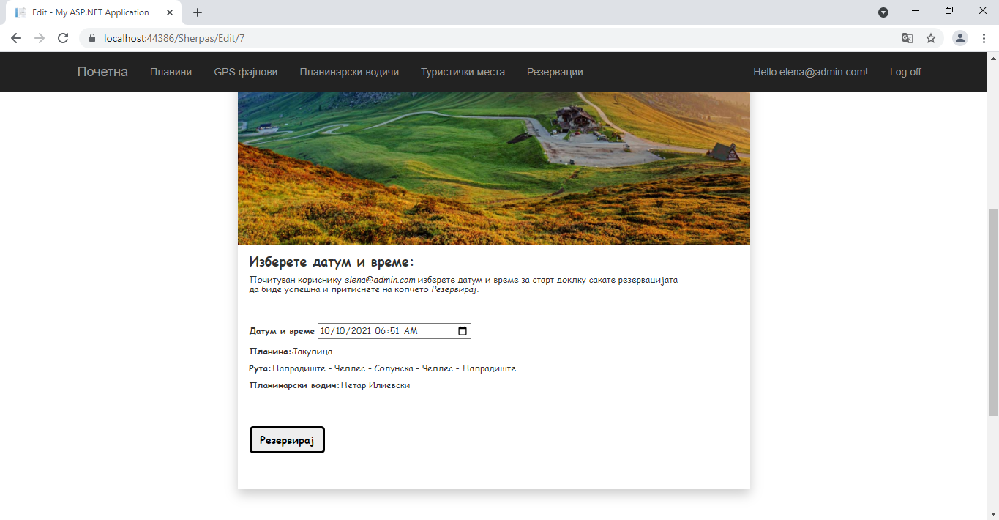 Edit - My ASP.NET Application
localhost:44386/Sherpas/Edit/7
Почетна Планини GPS фајлови Планинарски водичи Туристички места Резервации Hello elena@admin.com! Log off
Изберете датум и време:
Почитуван кориснику elena@admin.com изберете датум и време за старт доклку сакате резервацијата
да биде успешна и притиснете на копчето Резервирај.
Датум и време 10/10/2021 06:51 AM
Планина:Јакупица
Рута:Папрадиште - Чеплес - Солунска - Чеплес - Папрадиште
Планинарски водич:Петар Илиевски
Резервирај